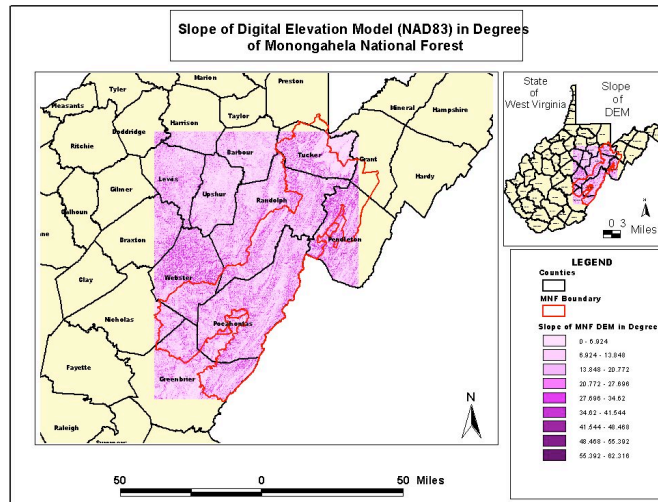 Slope of Digital Elevation Model (NAD83) in Degrees
of Monongahela National Forest
Marion
Preston
Tyler
Pleasants
Taylor
Mineral
Hampshire
Harrison
Doddridge
Ritchie
Barbour
Tucker
Grant
Lewis
Hardy
Gilmer
Upshur
Randolph
Calhoun
Braxton
Pendleton
Clay
Webster
Nicholas
Pocahontas
Fayette
Greenbrier
Raleigh
N
50 0 50 Miles
State
of
West Virginia
Slope
of
DEM
N
0 3
Miles
LEGEND
Counties
MNF Boundary
Slope of MNF DEM in Degree
0 - 6.924
6.924 - 13.848
13.848 - 20.772
20.772 - 27.696
27.696 - 34.62
34.62 - 41.544
41.544 - 48.468
48.468 - 55.392
55.392 - 62.316